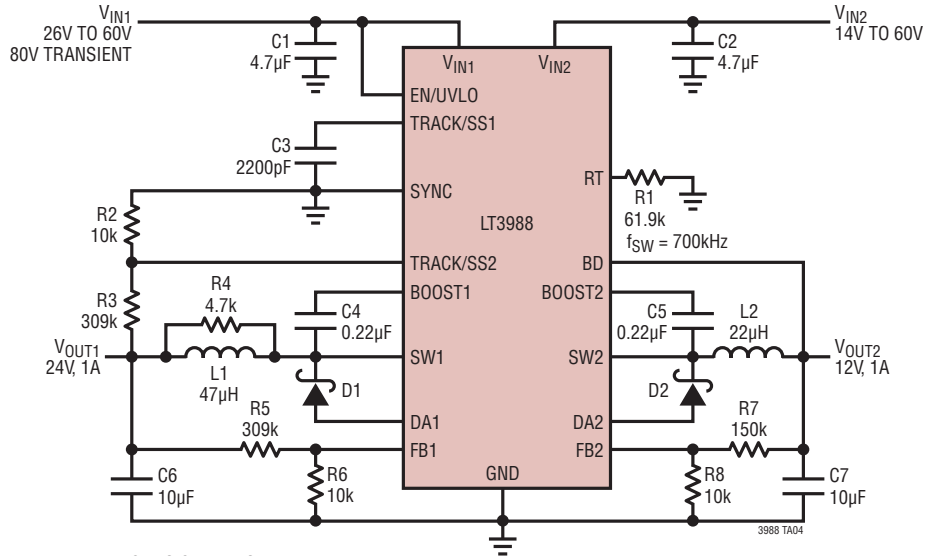 VIN1
26V TO 60V
80V TRANSIENT
C1
4.7µF
VIN1
VIN2
C2
4.7µF
VIN2
14V TO 60V
EN/UVLO
TRACK/SS1
C3
2200pF
SYNC
RT
R1
61.9k
fSW = 700kHz
LT3988
R2
10k
TRACK/SS2
BD
R3
309k
R4
4.7k
BOOST1
BOOST2
C4
0.22µF
C5
0.22µF
L2
22µH
VOUT1
24V, 1A
L1
47µH
SW1
SW2
VOUT2
12V, 1A
D1
D2
DA1
DA2
R5
309k
R7
150k
FB1
FB2
C6
10µF
R6
10k
GND
R8
10k
C7
10µF
3988 TA04